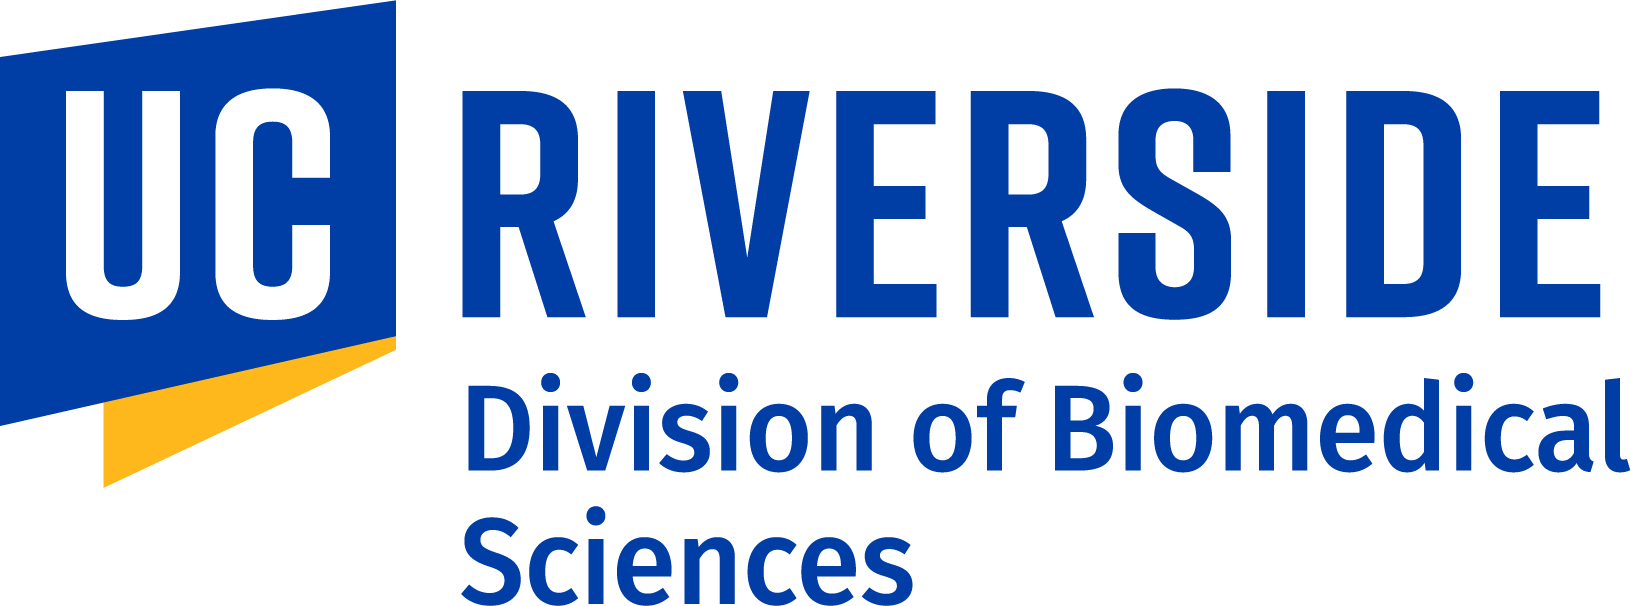 UC RIVERSIDE
Division of Biomedical
Sciences